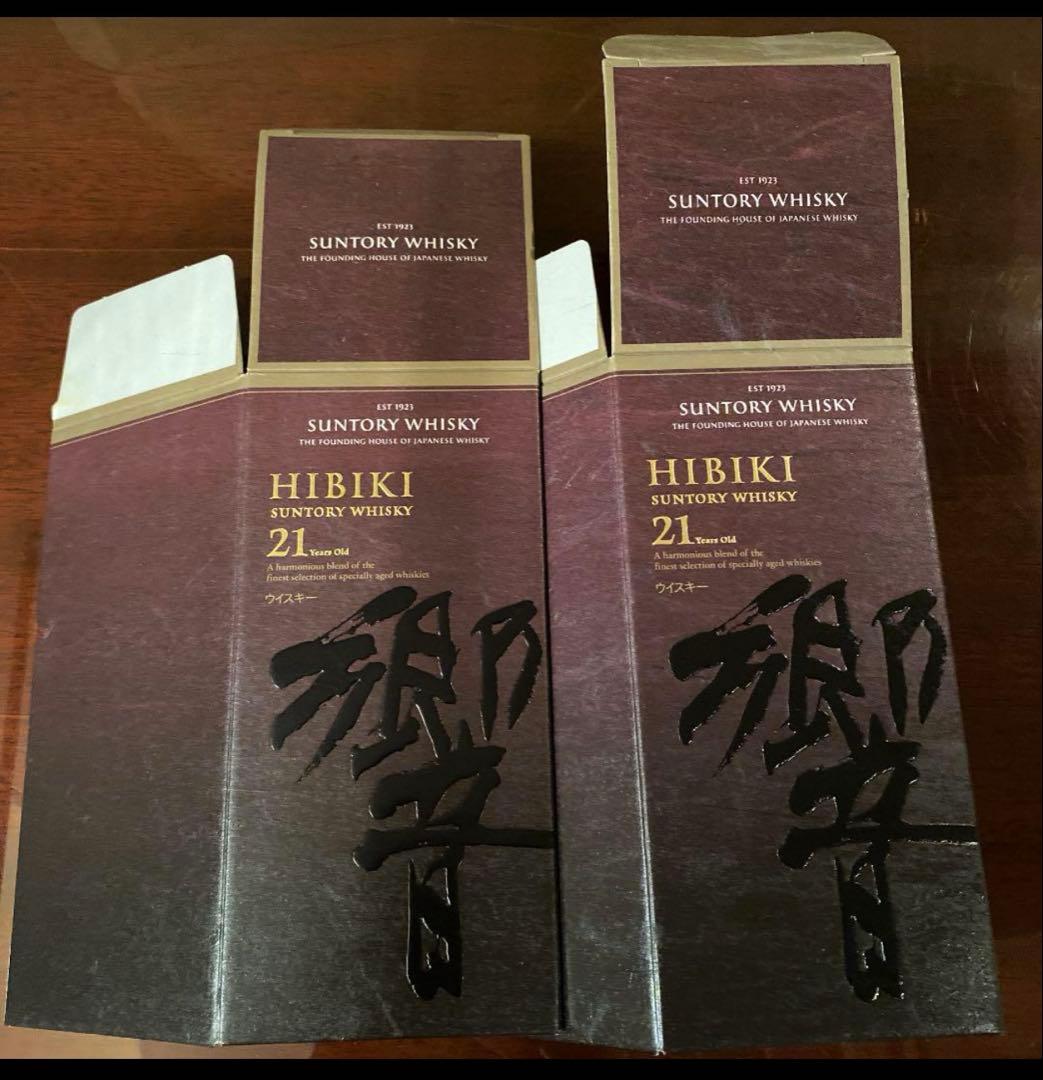 EST 1923
SUNTORY WHISKY
THE FOUNDING HOUSE OF JAPANESE WHISKY
EST 1923
SUNTORY WHISKY
THE FOUNDING HOUSE OF JAPANESE WHISKY
HIBIKI
SUNTORY WHISKY
21 Years Old
A harmonious blend of the
finest selection of specially aged whiskies
ウイスキー
響
EST 1923
SUNTORY WHISKY
THE FOUNDING HOUSE OF JAPANESE WHISKY
EST 1923
SUNTORY WHISKY
THE FOUNDING HOUSE OF JAPANESE WHISKY
HIBIKI
SUNTORY WHISKY
21 Years Old
A harmonious blend of the
finest selection of specially aged whiskies
ウイスキー
響